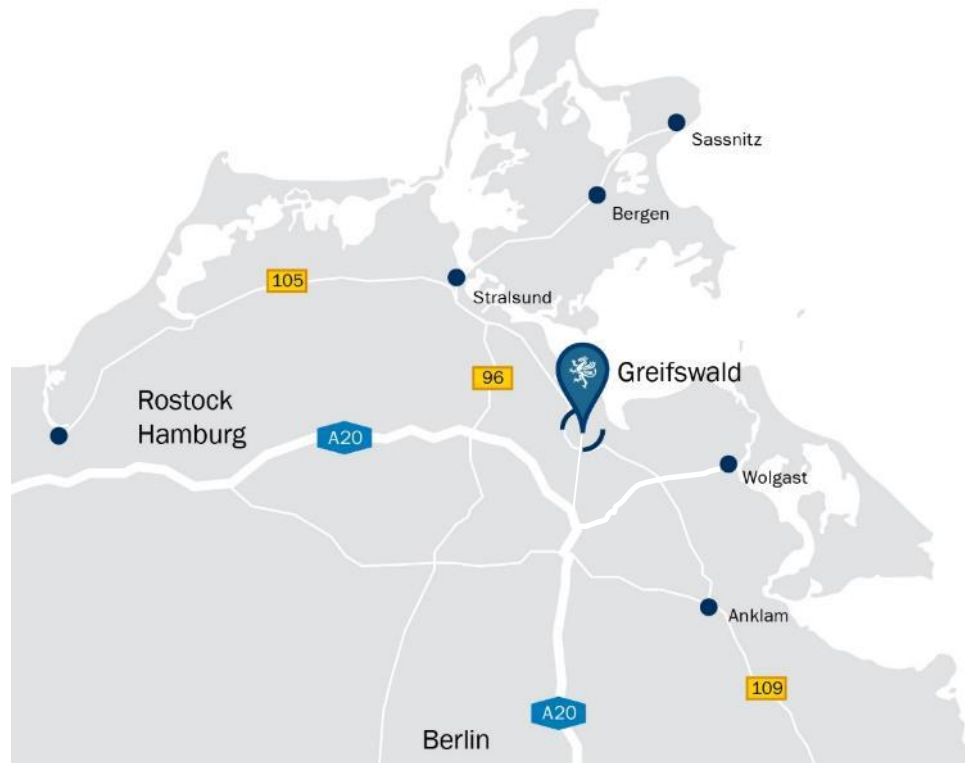 Sassnitz
Bergen
105
Stralsund
96
Greifswald
Rostock
Hamburg
A20
Wolgast
Anklam
109
A20
Berlin